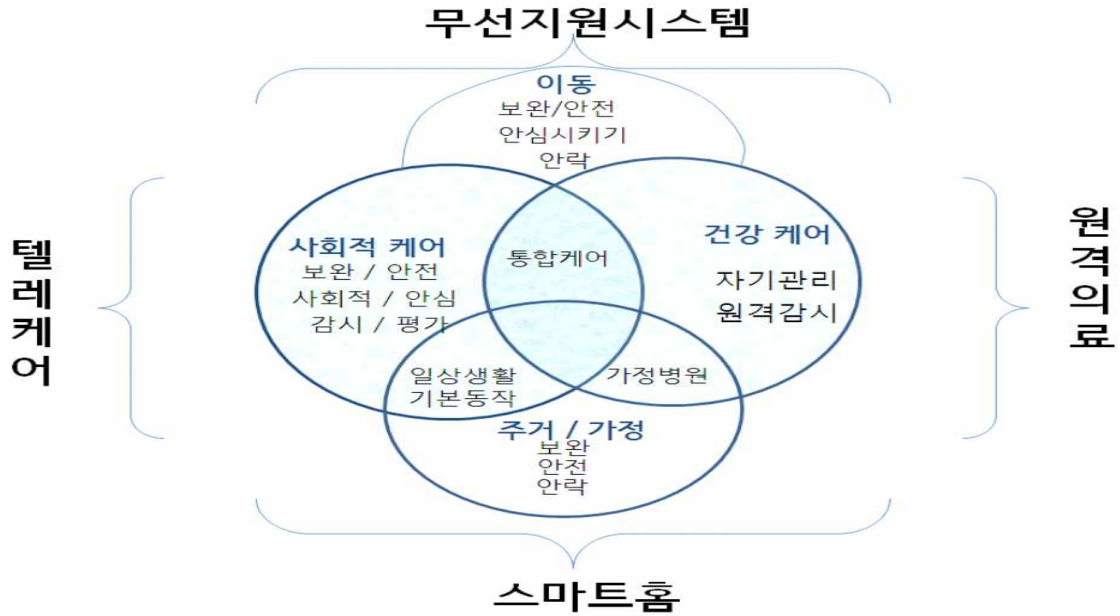 무선지원시스템
이동
보완/안전
안심시키기
안락
텔레케어
사회적 케어
보완 / 안전
사회적 / 안심
감시 / 평가
통합케어
건강 케어
자기관리
원격감시
원격의료
일상생활
기본동작
가정병원
주거 / 가정
보완
안전
안락
스마트홈